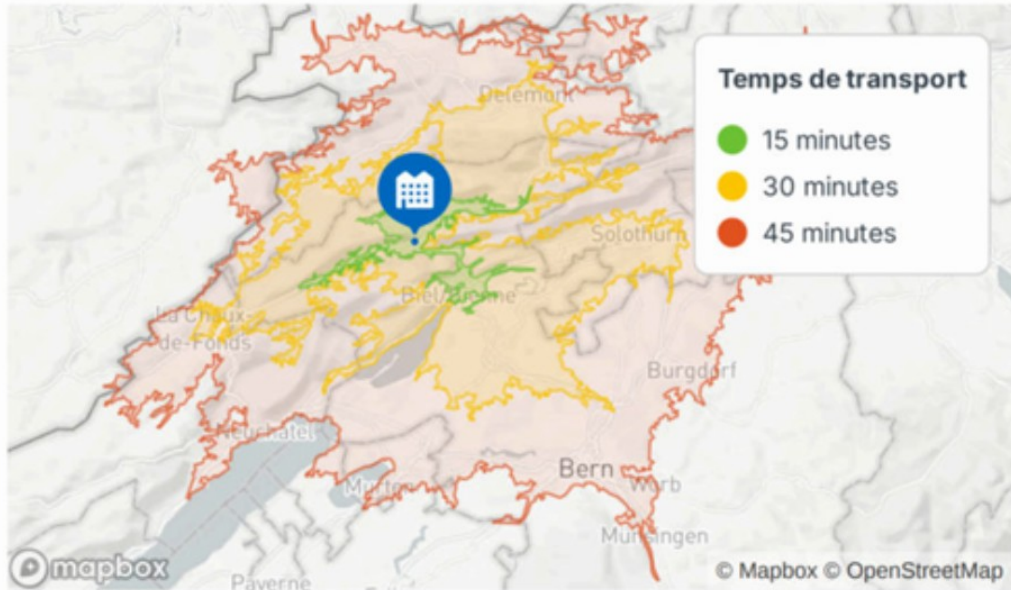 Temps de transport
15 minutes
30 minutes
45 minutes
Delémont
Solothurn
Biel/Bienne
La Chaux-
de-Fonds
Burgdorf
Neuchâtel
Bern
Murten
Worb
Münsingen
Payerne
mapbox
© Mapbox © OpenStreetMap